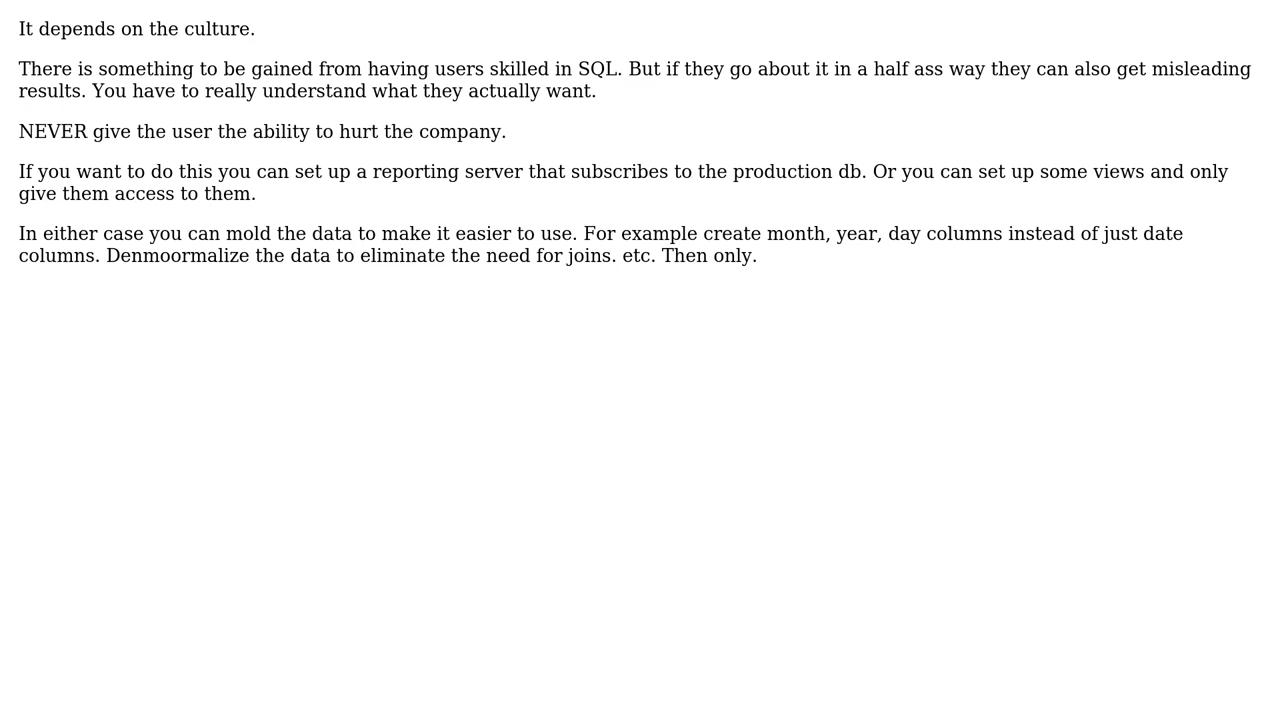 It depends on the culture.
There is something to be gained from having users skilled in SQL. But if they go about it in a half ass way they can also get misleading
results. You have to really understand what they actually want.
NEVER give the user the ability to hurt the company.
If you want to do this you can set up a reporting server that subscribes to the production db. Or you can set up some views and only
give them access to them.
In either case you can mold the data to make it easier to use. For example create month, year, day columns instead of just date
columns. Denmoormalize the data to eliminate the need for joins. etc. Then only.